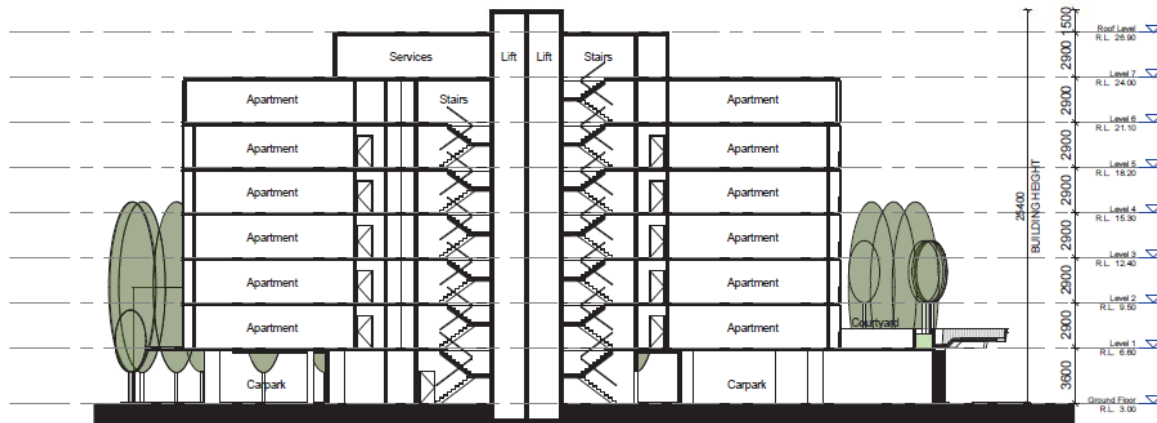 1500
Roof Level
R.L. 26.90
Services
Lift
Lift
Stairs
2900
Level 7
R.L. 24.00
Apartment
Stairs
Apartment
2900
Level 6
R.L. 21.10
Apartment
Apartment
2900
Level 5
R.L. 18.20
Apartment
Apartment
2900
Level 4
R.L. 15.30
25400
BUILDING HEIGHT
Apartment
Apartment
2900
Level 3
R.L. 12.40
Apartment
Apartment
2900
Level 2
R.L. 9.50
Apartment
Apartment
Courtyard
2900
Level 1
R.L. 6.60
Carpark
Carpark
3600
Ground Floor
R.L. 3.00